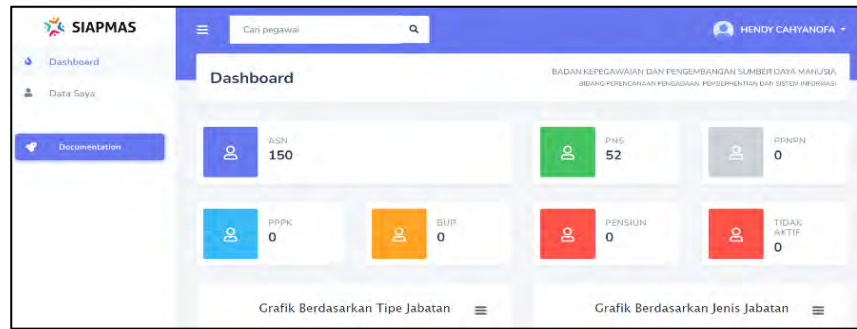 SIAPMAS
Cari pegawai
HENDY CAHYANOFA
Dashboard
Data Saya
Documentation
Dashboard
BADAN KEPEGAWAIAN DAN PENGEMBANGAN SUMBER DAYA MANUSIA
BIDANG PERENCANAAN PENGADAAN PEMBERHENTIAN DAN SISTEM INFORMASI
ASN
150
PNS
52
PPNPN
0
PPPK
0
BUP
0
PENSIUN
0
TIDAK
AKTIF
0
Grafik Berdasarkan Tipe Jabatan
Grafik Berdasarkan Jenis Jabatan